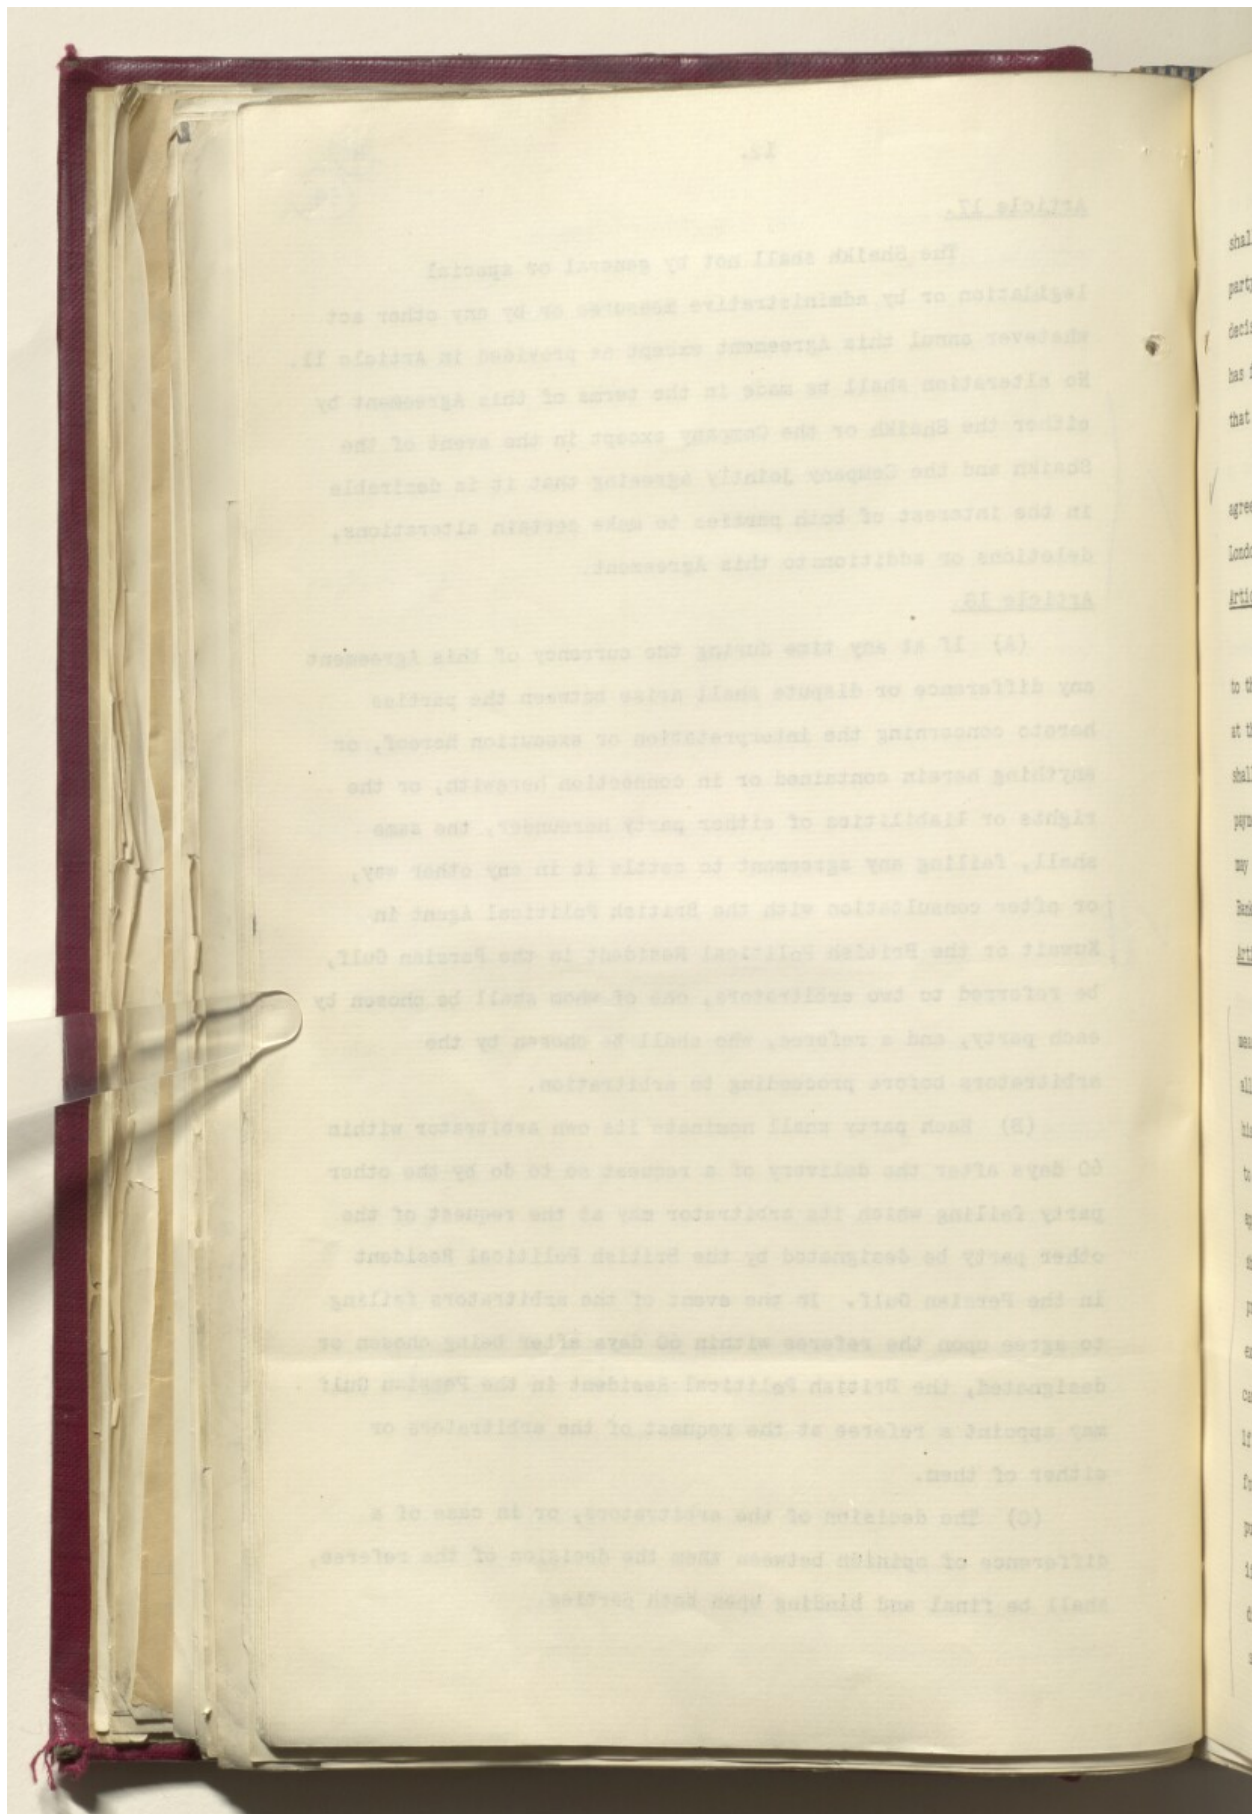 12.
Article 17.
The Sheikh shall not by general or special
legislation or by administrative measures or by any other act
whatever annul this Agreement except as provided in Article 11.
No alteration shall be made in the terms of this Agreement by
either the Sheikh or the Company except in the event of the
Sheikh and the Company jointly agreeing that it is desirable
in the interest of both parties to make certain alterations,
deletions or additions to this Agreement.
Article 18.
(A) If at any time during the currency of this Agreement
any difference or dispute shall arise between the parties
hereto concerning the interpretation or execution hereof, or
anything herein contained or in connection herewith, or the
rights or liabilities of either party hereunder, the same
shall, failing any agreement to settle it in any other way,
or after consultation with the British Political Agent in
Kuwait or the British Political Resident in the Persian Gulf,
be referred to two arbitrators, one of whom shall be chosen by
each party, and a referee, who shall be chosen by the
arbitrators before proceeding to arbitration.
(B) Each party shall nominate its own arbitrator within
60 days after the delivery of a request so to do by the other
party failing which its arbitrator may at the request of the
other party be designated by the British Political Resident
in the Persian Gulf. In the event of the arbitrators failing
to agree upon the referee within 60 days after being chosen or
designated, the British Political Resident in the Persian Gulf
may appoint a referee at the request of the arbitrators or
either of them.
(C) The decision of the arbitrators, or in case of a
difference of opinion between them the decision of the referee,
shall be final and binding upon both parties.
shal
party
decis
has
that
agree
Londo
Artic
to th
at th
shall
may
Bank